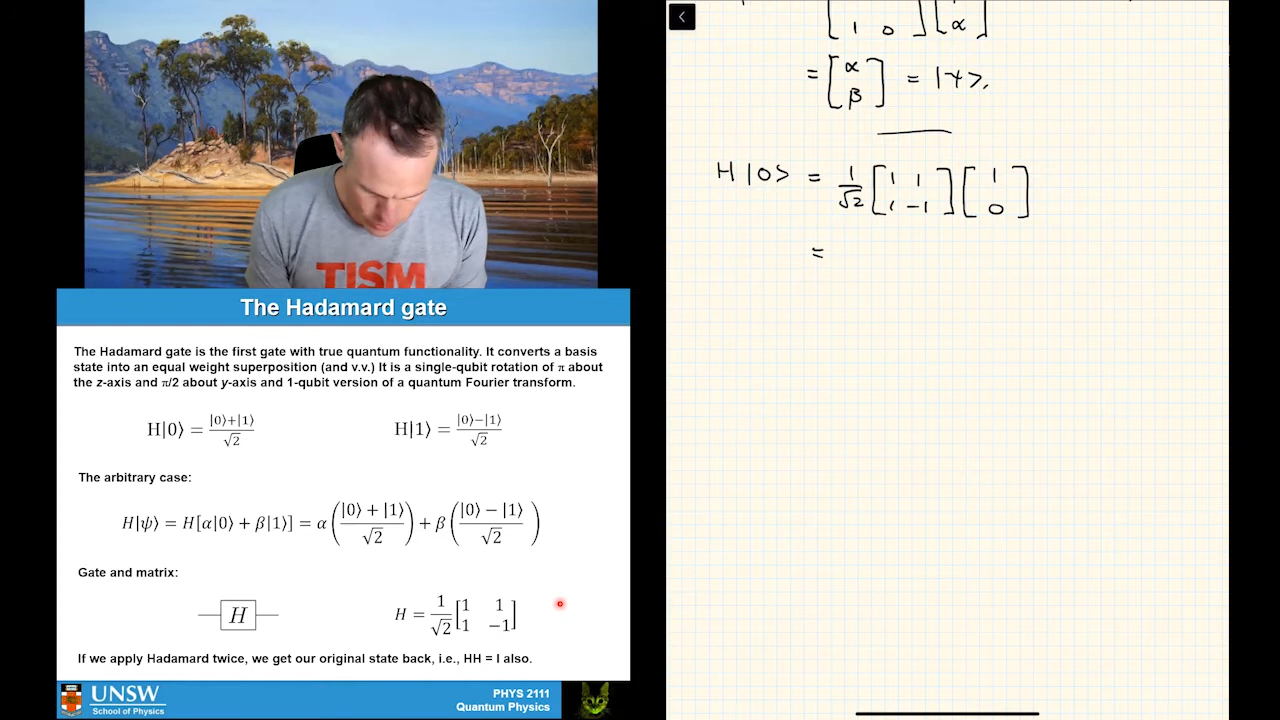 TISM
The Hadamard gate
The Hadamard gate is the first gate with true quantum functionality. It converts a basis
state into an equal weight superposition (and v.v.) It is a single-qubit rotation of π about
the z-axis and π/2 about y-axis and 1-qubit version of a quantum Fourier transform.
H|0⟩ = (|0⟩+|1⟩)/√2    H|1⟩ = (|0⟩−|1⟩)/√2
The arbitrary case:
H|ψ⟩ = H[α|0⟩ + β|1⟩] = α((|0⟩ + |1⟩)/√2) + β((|0⟩ − |1⟩)/√2)
Gate and matrix:
H    H = 1/√2 [1 1; 1 −1]
If we apply Hadamard twice, we get our original state back, i.e., HH = I also.
UNSW
School of Physics
PHYS 2111
Quantum Physics
1 0 ] [ α ]
= [α; β] = |ψ⟩,
H|0⟩ = 1/√2 [1 1; 1 −1] [1; 0]
=